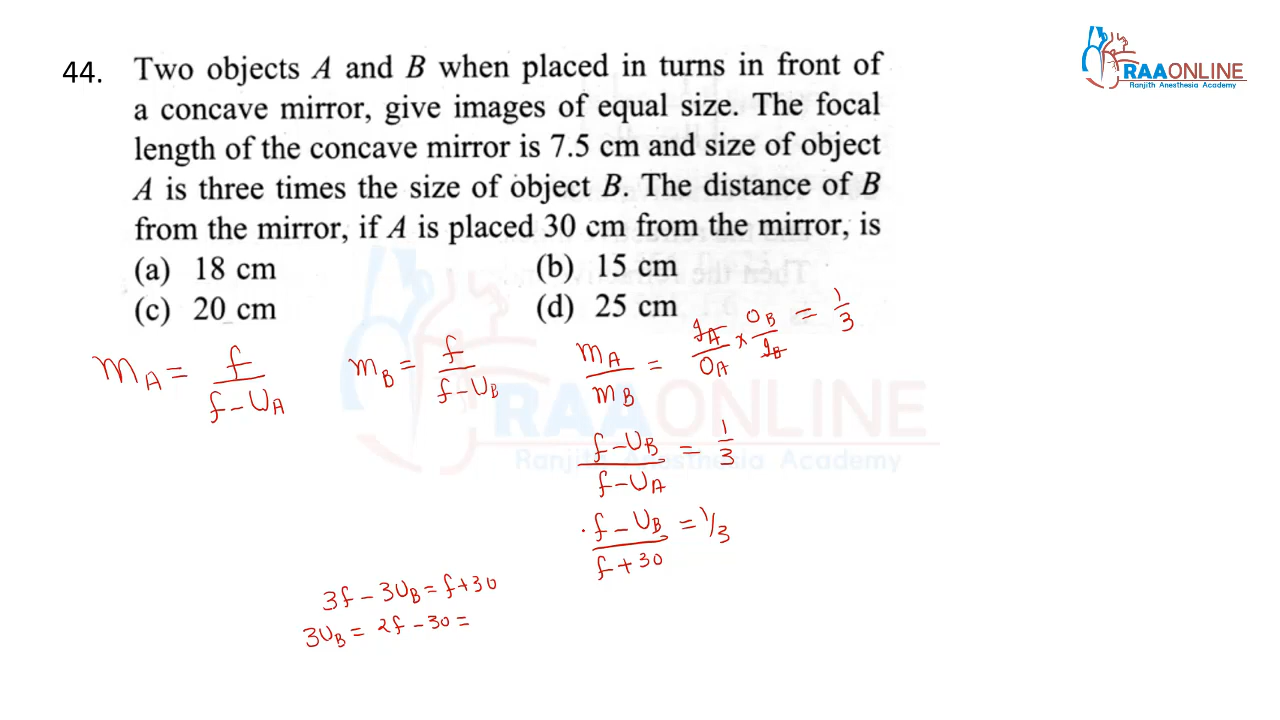 RAAONLINE
Ranjith Anesthesia Academy
44. Two objects A and B when placed in turns in front of
a concave mirror, give images of equal size. The focal
length of the concave mirror is 7.5 cm and size of object
A is three times the size of object B. The distance of B
from the mirror, if A is placed 30 cm from the mirror, is
(a) 18 cm (b) 15 cm
(c) 20 cm (d) 25 cm
m_A = f / (f - U_A) m_B = f / (f - U_B) m_A / m_B = I_A / O_A × O_B / I_B = 1/3
RAAONLINE
Ranjith Anesthesia Academy
(f - U_B) / (f - U_A) = 1/3
. (f - U_B) / (f + 30) = 1/3
3f - 3U_B = f + 30
3U_B = 2f - 30 =